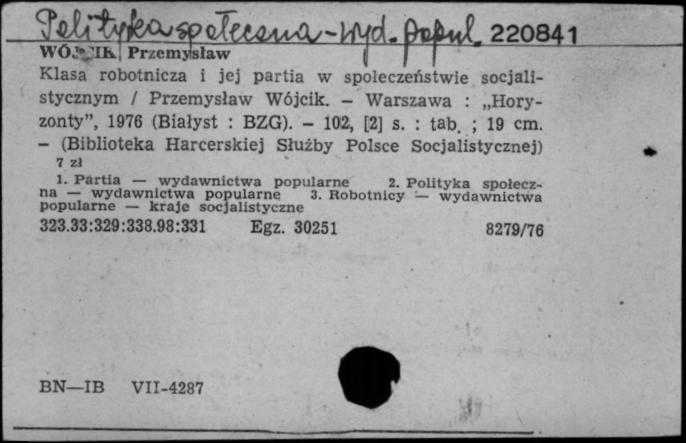 Polityka społeczna – wyd. popul. 220841
WÓJCIK Przemysław
Klasa robotnicza i jej partia w społeczeństwie socjali-
stycznym / Przemysław Wójcik. — Warszawa : „Hory-
zonty”, 1976 (Białyst : BZG). — 102, [2] s. : tab. ; 19 cm.
— (Biblioteka Harcerskiej Służby Polsce Socjalistycznej)
7 zł
1. Partia — wydawnictwa popularne 2. Polityka społecz-
na — wydawnictwa popularne 3. Robotnicy — wydawnictwa
popularne — kraje socjalistyczne
323.33:329:338.98:331 Egz. 30251 8279/76
BN—IB VII-4287